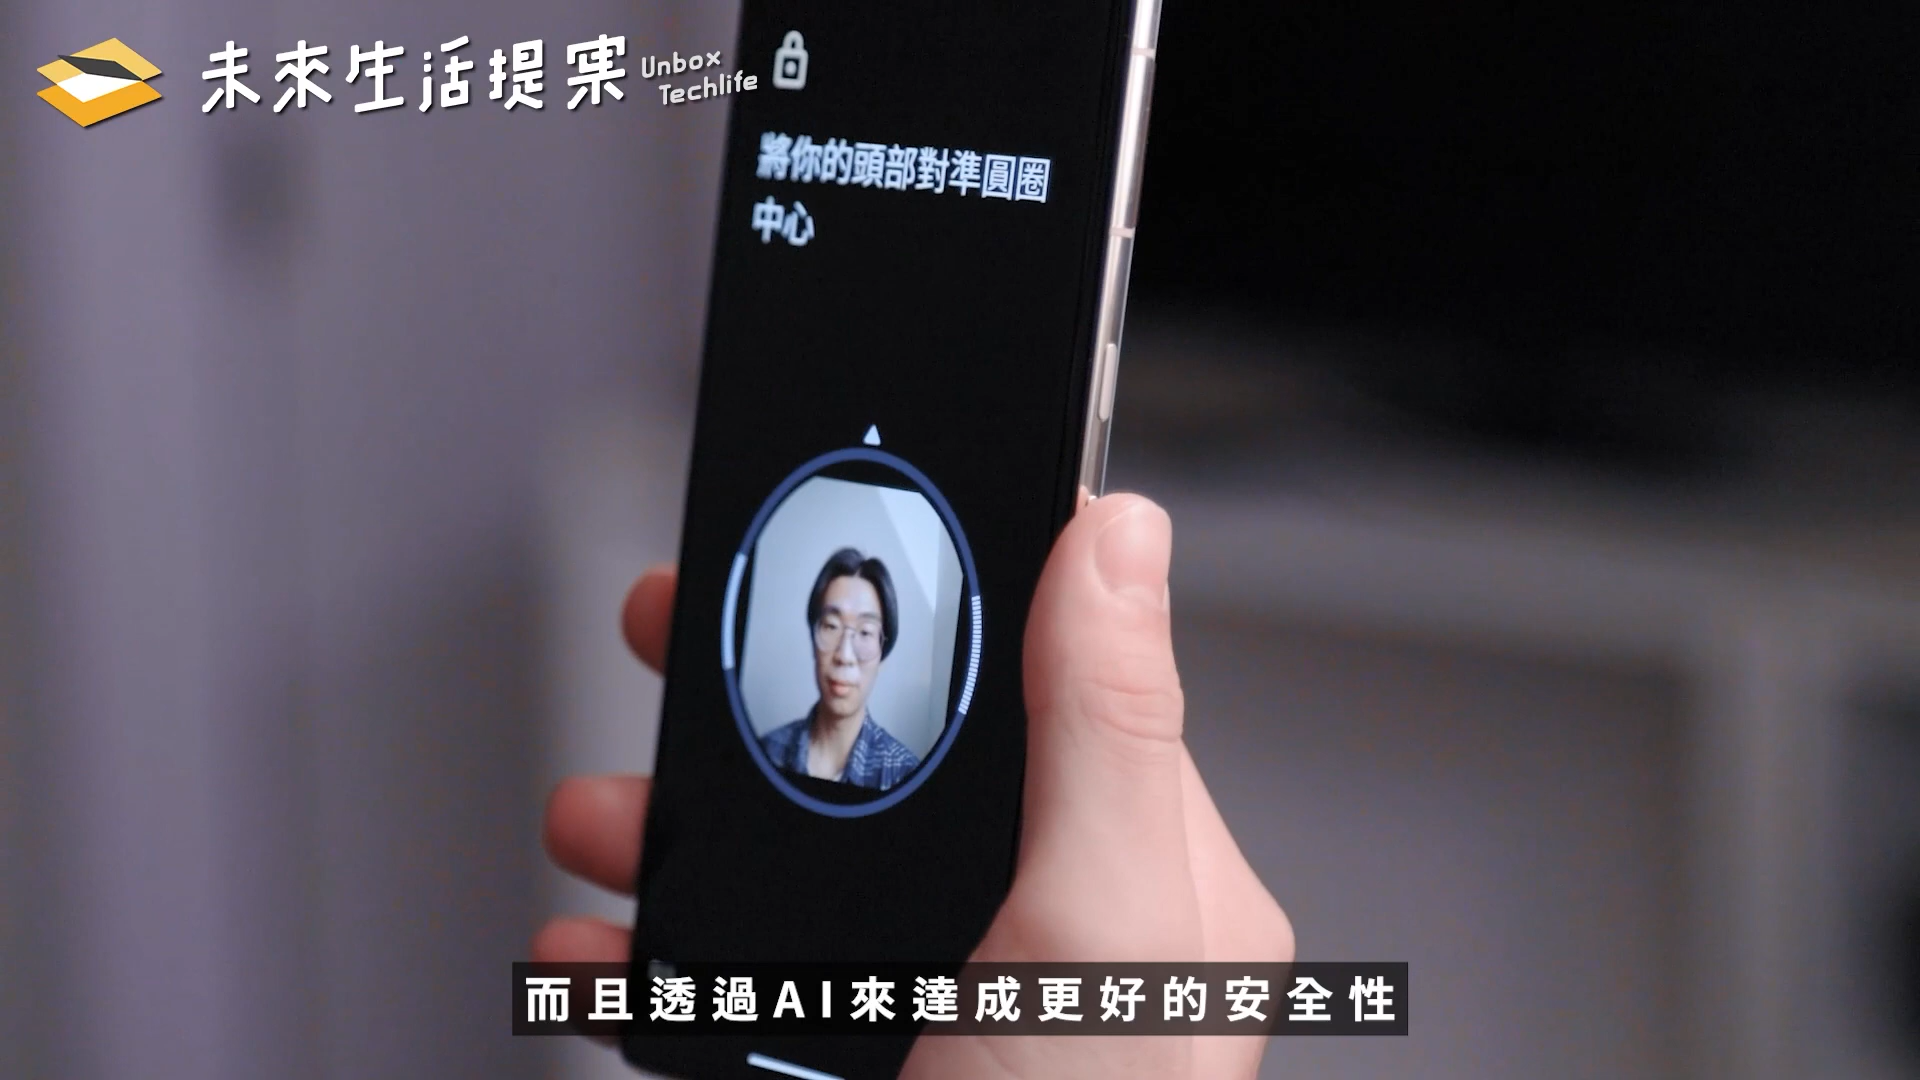 未來生活提案
Unbox
Techlife
將你的頭部對準圓圈
中心
而且透過AI來達成更好的安全性